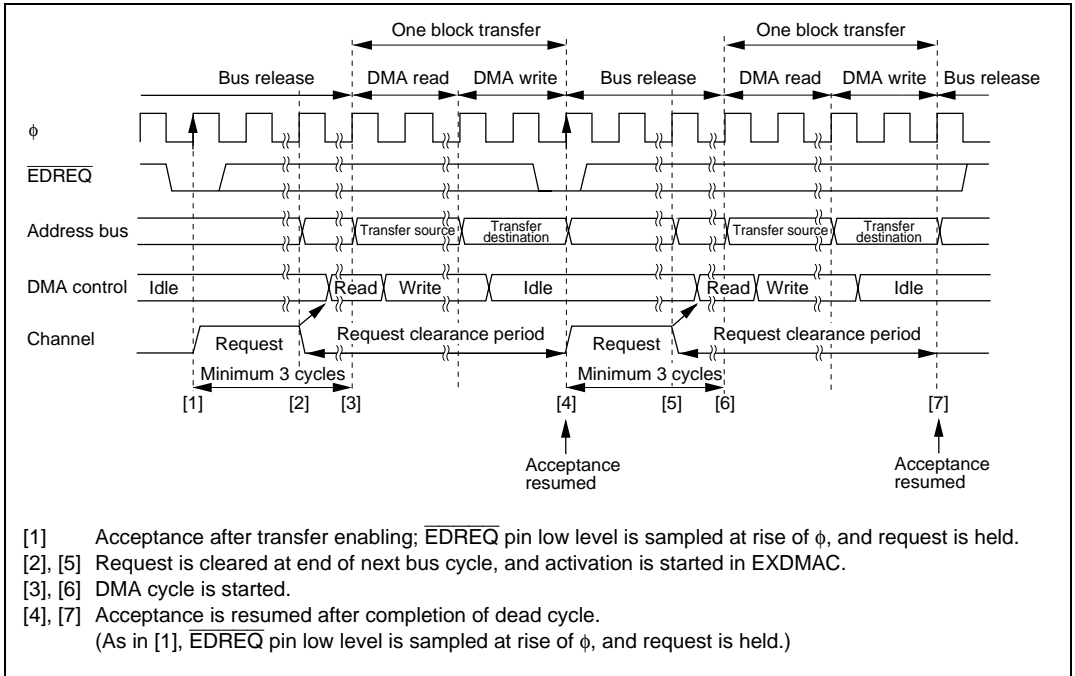 One block transfer One block transfer
Bus release DMA read DMA write Bus release DMA read DMA write Bus release
φ
EDREQ
Address bus Transfer source Transfer destination Transfer source Transfer destination
DMA control Idle Read Write Idle Read Write Idle
Channel Request Request clearance period Request Request clearance period
Minimum 3 cycles Minimum 3 cycles
[1] [2] [3] [4] [5] [6] [7]
Acceptance resumed Acceptance resumed
[1] Acceptance after transfer enabling; EDREQ pin low level is sampled at rise of φ, and request is held.
[2], [5] Request is cleared at end of next bus cycle, and activation is started in EXDMAC.
[3], [6] DMA cycle is started.
[4], [7] Acceptance is resumed after completion of dead cycle.
(As in [1], EDREQ pin low level is sampled at rise of φ, and request is held.)